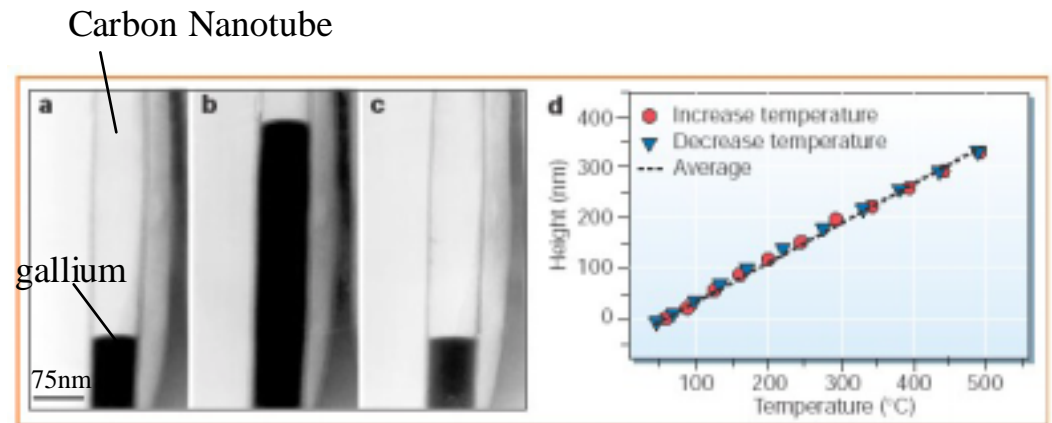 Carbon Nanotube
a
b
c
d
gallium
75nm
Increase temperature
Decrease temperature
Average
Height (nm)
400
300
200
100
0
100 200 300 400 500
Temperature (°C)